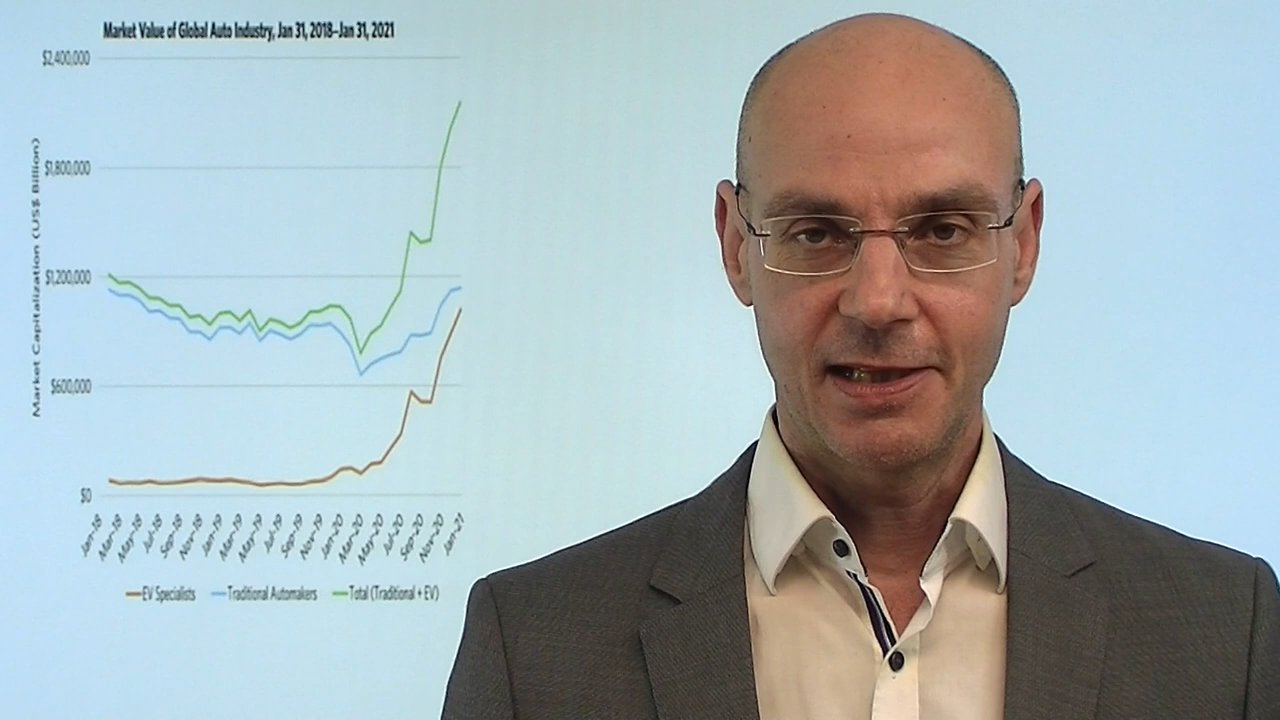 Market Value of Global Auto Industry, Jan 31, 2018–Jan 31, 2021
Market Capitalization (US$ Billion)
$2,400,000
$1,800,000
$1,200,000
$600,000
$0
Jan-18
Mar-18
May-18
Jul-18
Sep-18
Nov-18
Jan-19
Mar-19
May-19
Jul-19
Sep-19
Nov-19
Jan-20
Mar-20
May-20
Jul-20
Sep-20
Nov-20
Jan-21
EV Specialists Traditional Automakers Total (Traditional + EV)